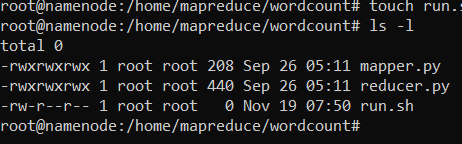 root@namenode:/home/mapreduce/wordcount# touch run.s
root@namenode:/home/mapreduce/wordcount# ls -l
total 0
-rwxrwxrwx 1 root root 208 Sep 26 05:11 mapper.py
-rwxrwxrwx 1 root root 440 Sep 26 05:11 reducer.py
-rw-r--r-- 1 root root   0 Nov 19 07:50 run.sh
root@namenode:/home/mapreduce/wordcount#